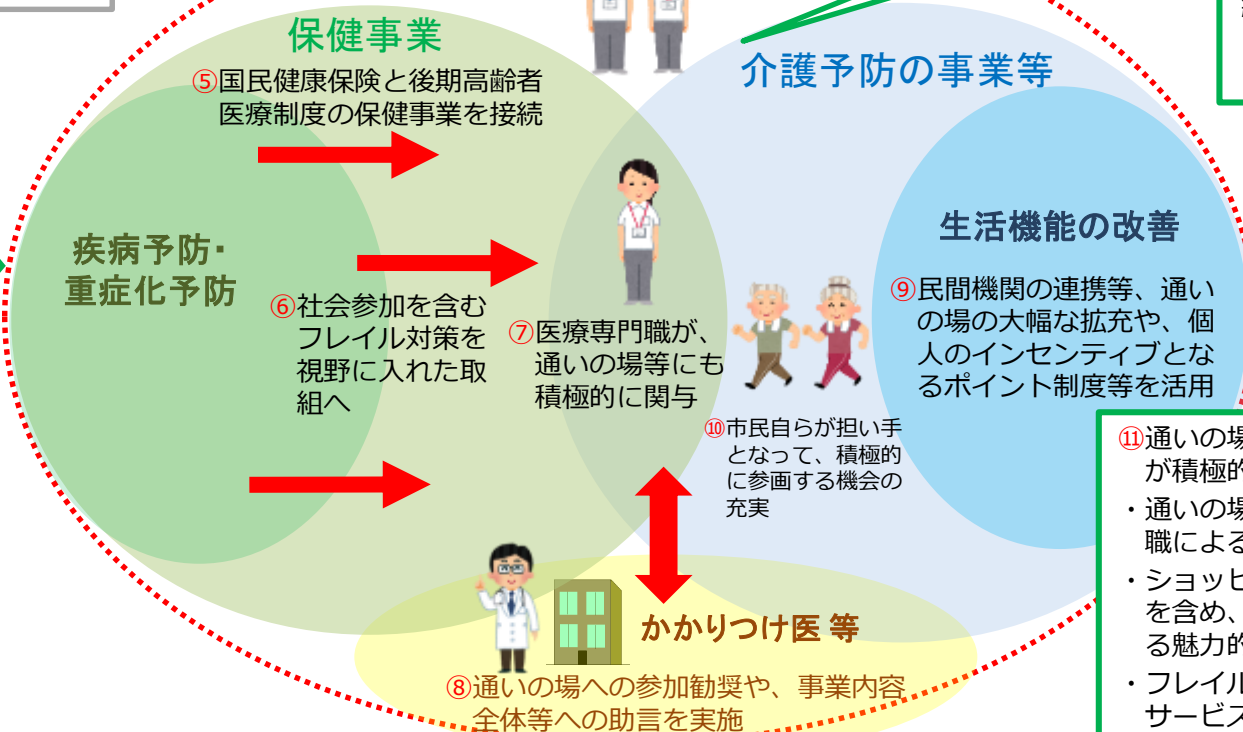 保健事業
⑤国民健康保険と後期高齢者
医療制度の保健事業を接続
介護予防の事業等
疾病予防・
重症化予防
⑥社会参加を含む
フレイル対策を
視野に入れた取
組へ
⑦医療専門職が、
通いの場等にも
積極的に関与
生活機能の改善
⑨民間機関の連携等、通い
の場の大幅な拡充や、個
人のインセンティブとな
るポイント制度等を活用
⑩市民自らが担い手
となって、積極的
に参画する機会の
充実
かかりつけ医 等
⑧通いの場への参加勧奨や、事業内容
全体等への助言を実施
⑪通いの場
が積極的
・通いの場
職による
・ショッピ
を含め、
る魅力的
・フレイル
サービス